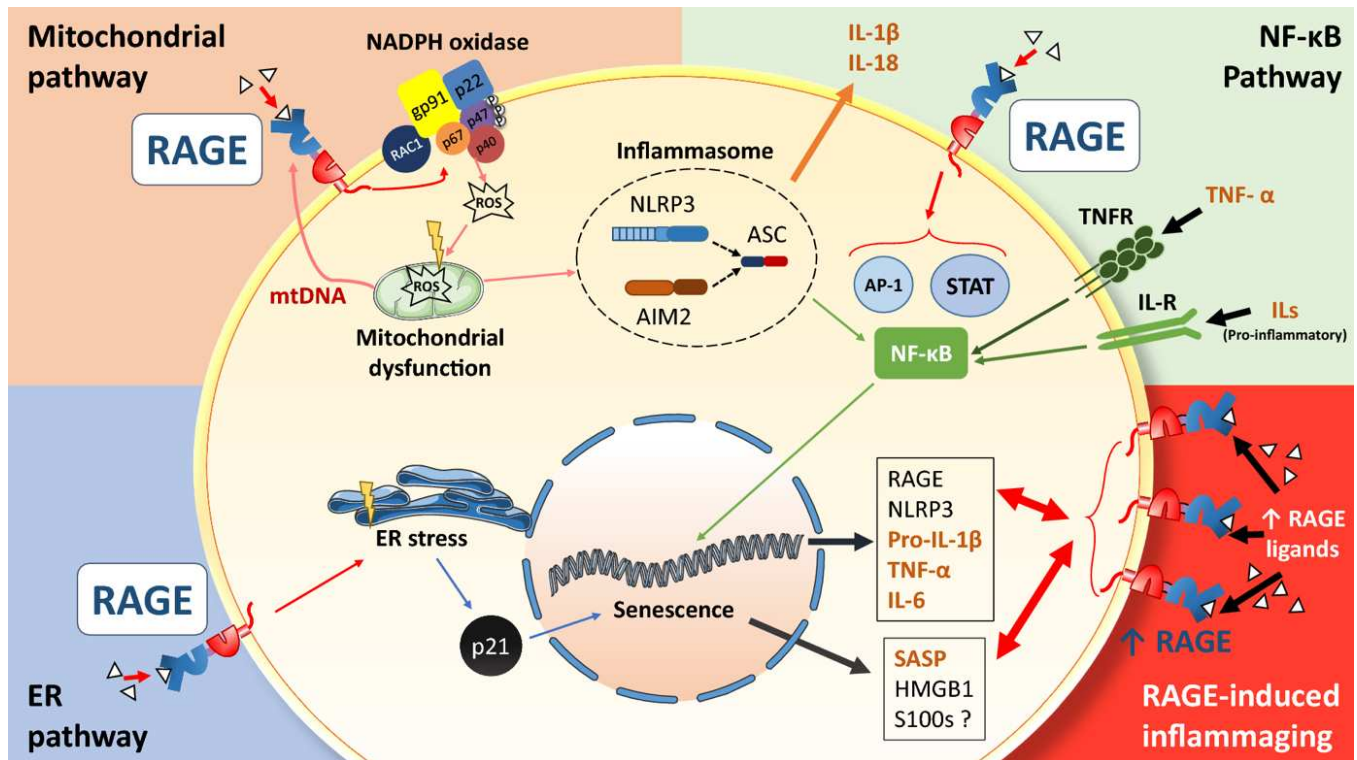 Mitochondrial
pathway
NADPH oxidase
gp91
p22
p47
P
P
P
RAC1
p67
p40
RAGE
ROS
ROS
mtDNA
Mitochondrial
dysfunction
Inflammasome
NLRP3
ASC
AIM2
IL-1β
IL-18
NF-κB
Pathway
RAGE
TNF- α
TNFR
AP-1
STAT
IL-R
ILs
(Pro-inflammatory)
NF-κB
ER stress
RAGE
p21
Senescence
ER
pathway
RAGE
NLRP3
Pro-IL-1β
TNF-α
IL-6
SASP
HMGB1
S100s ?
↑ RAGE
ligands
↑ RAGE
RAGE-induced
inflammaging